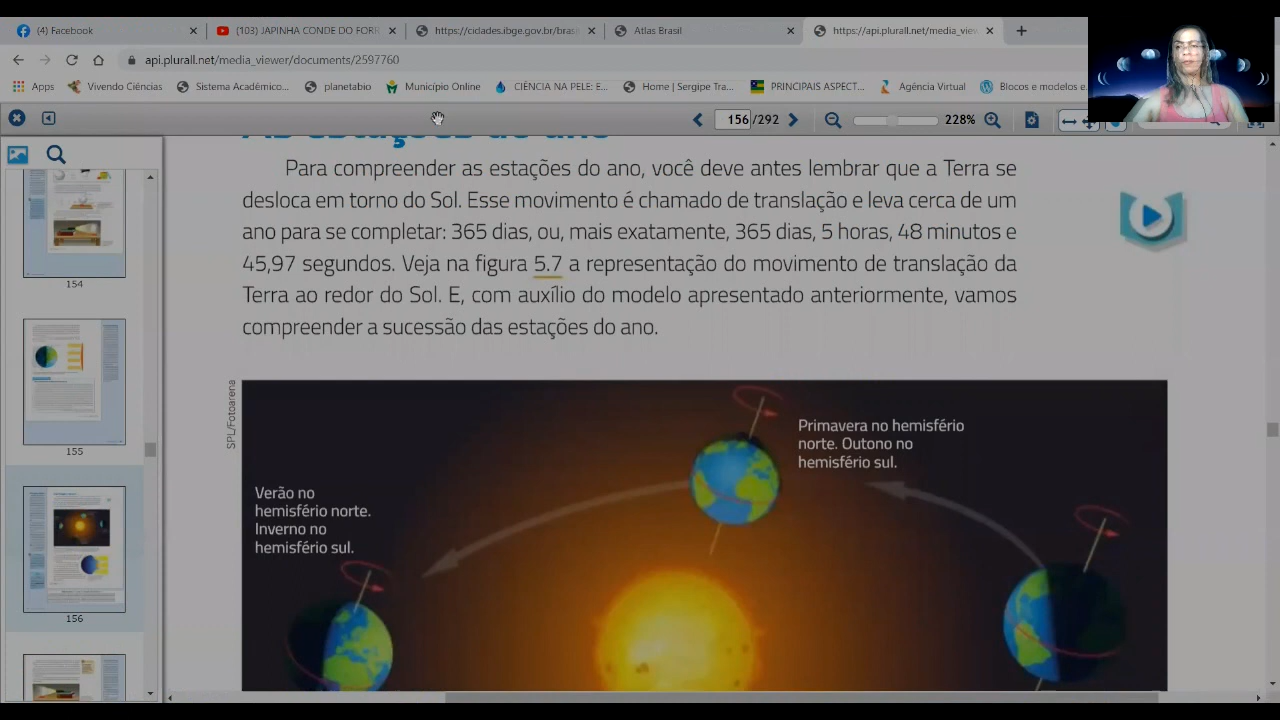 (4) Facebook
(103) JAPINHA CONDE DO FORR
https://cidades.ibge.gov.br/bras
Atlas Brasil
https://api.plurall.net/media_view
api.plurall.net/media_viewer/documents/2597760
Apps
Vivendo Ciências
Sistema Acadêmico...
planetabio
Município Online
CIÊNCIA NA PELE: E...
Home | Sergipe Tra...
PRINCIPAIS ASPECT...
Agência Virtual
Blocos e modelos e...
156 /292
228%
As estações do ano
Para compreender as estações do ano, você deve antes lembrar que a Terra se
desloca em torno do Sol. Esse movimento é chamado de translação e leva cerca de um
ano para se completar: 365 dias, ou, mais exatamente, 365 dias, 5 horas, 48 minutos e
45,97 segundos. Veja na figura 5.7 a representação do movimento de translação da
Terra ao redor do Sol. E, com auxílio do modelo apresentado anteriormente, vamos
compreender a sucessão das estações do ano.
SPL/Fotoarena
Primavera no hemisfério
norte. Outono no
hemisfério sul.
Verão no
hemisfério norte.
Inverno no
hemisfério sul.
154
155
156